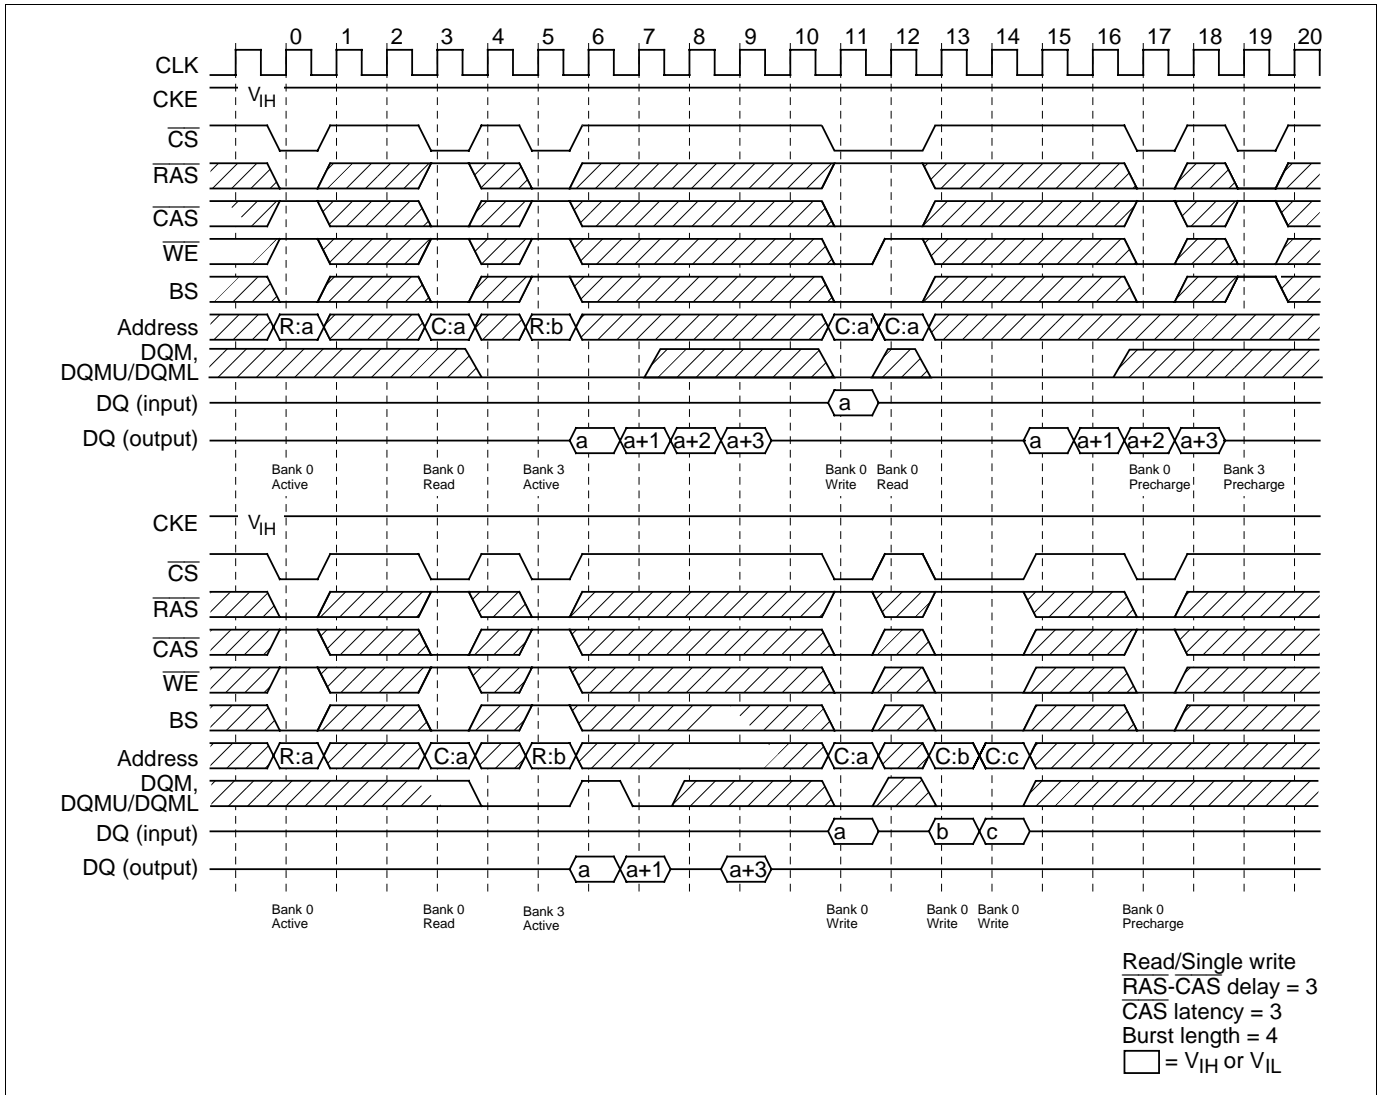 0 1 2 3 4 5 6 7 8 9 10 11 12 13 14 15 16 17 18 19 20
CLK
CKE VIH
CS
RAS
CAS
WE
BS
Address R:a C:a R:b C:a' C:a
DQM,
DQMU/DQML
DQ (input) a
DQ (output) a a+1 a+2 a+3 a a+1 a+2 a+3
Bank 0 Bank 0 Bank 3 Bank 0 Bank 0 Bank 0 Bank 3
Active Read Active Write Read Precharge Precharge
CKE VIH
CS
RAS
CAS
WE
BS
Address R:a C:a R:b C:a C:b C:c
DQM,
DQMU/DQML
DQ (input) a b c
DQ (output) a a+1 a+3
Bank 0 Bank 0 Bank 3 Bank 0 Bank 0 Bank 0 Bank 0
Active Read Active Write Write Write Precharge
Read/Single write
RAS-CAS delay = 3
CAS latency = 3
Burst length = 4
= VIH or VIL